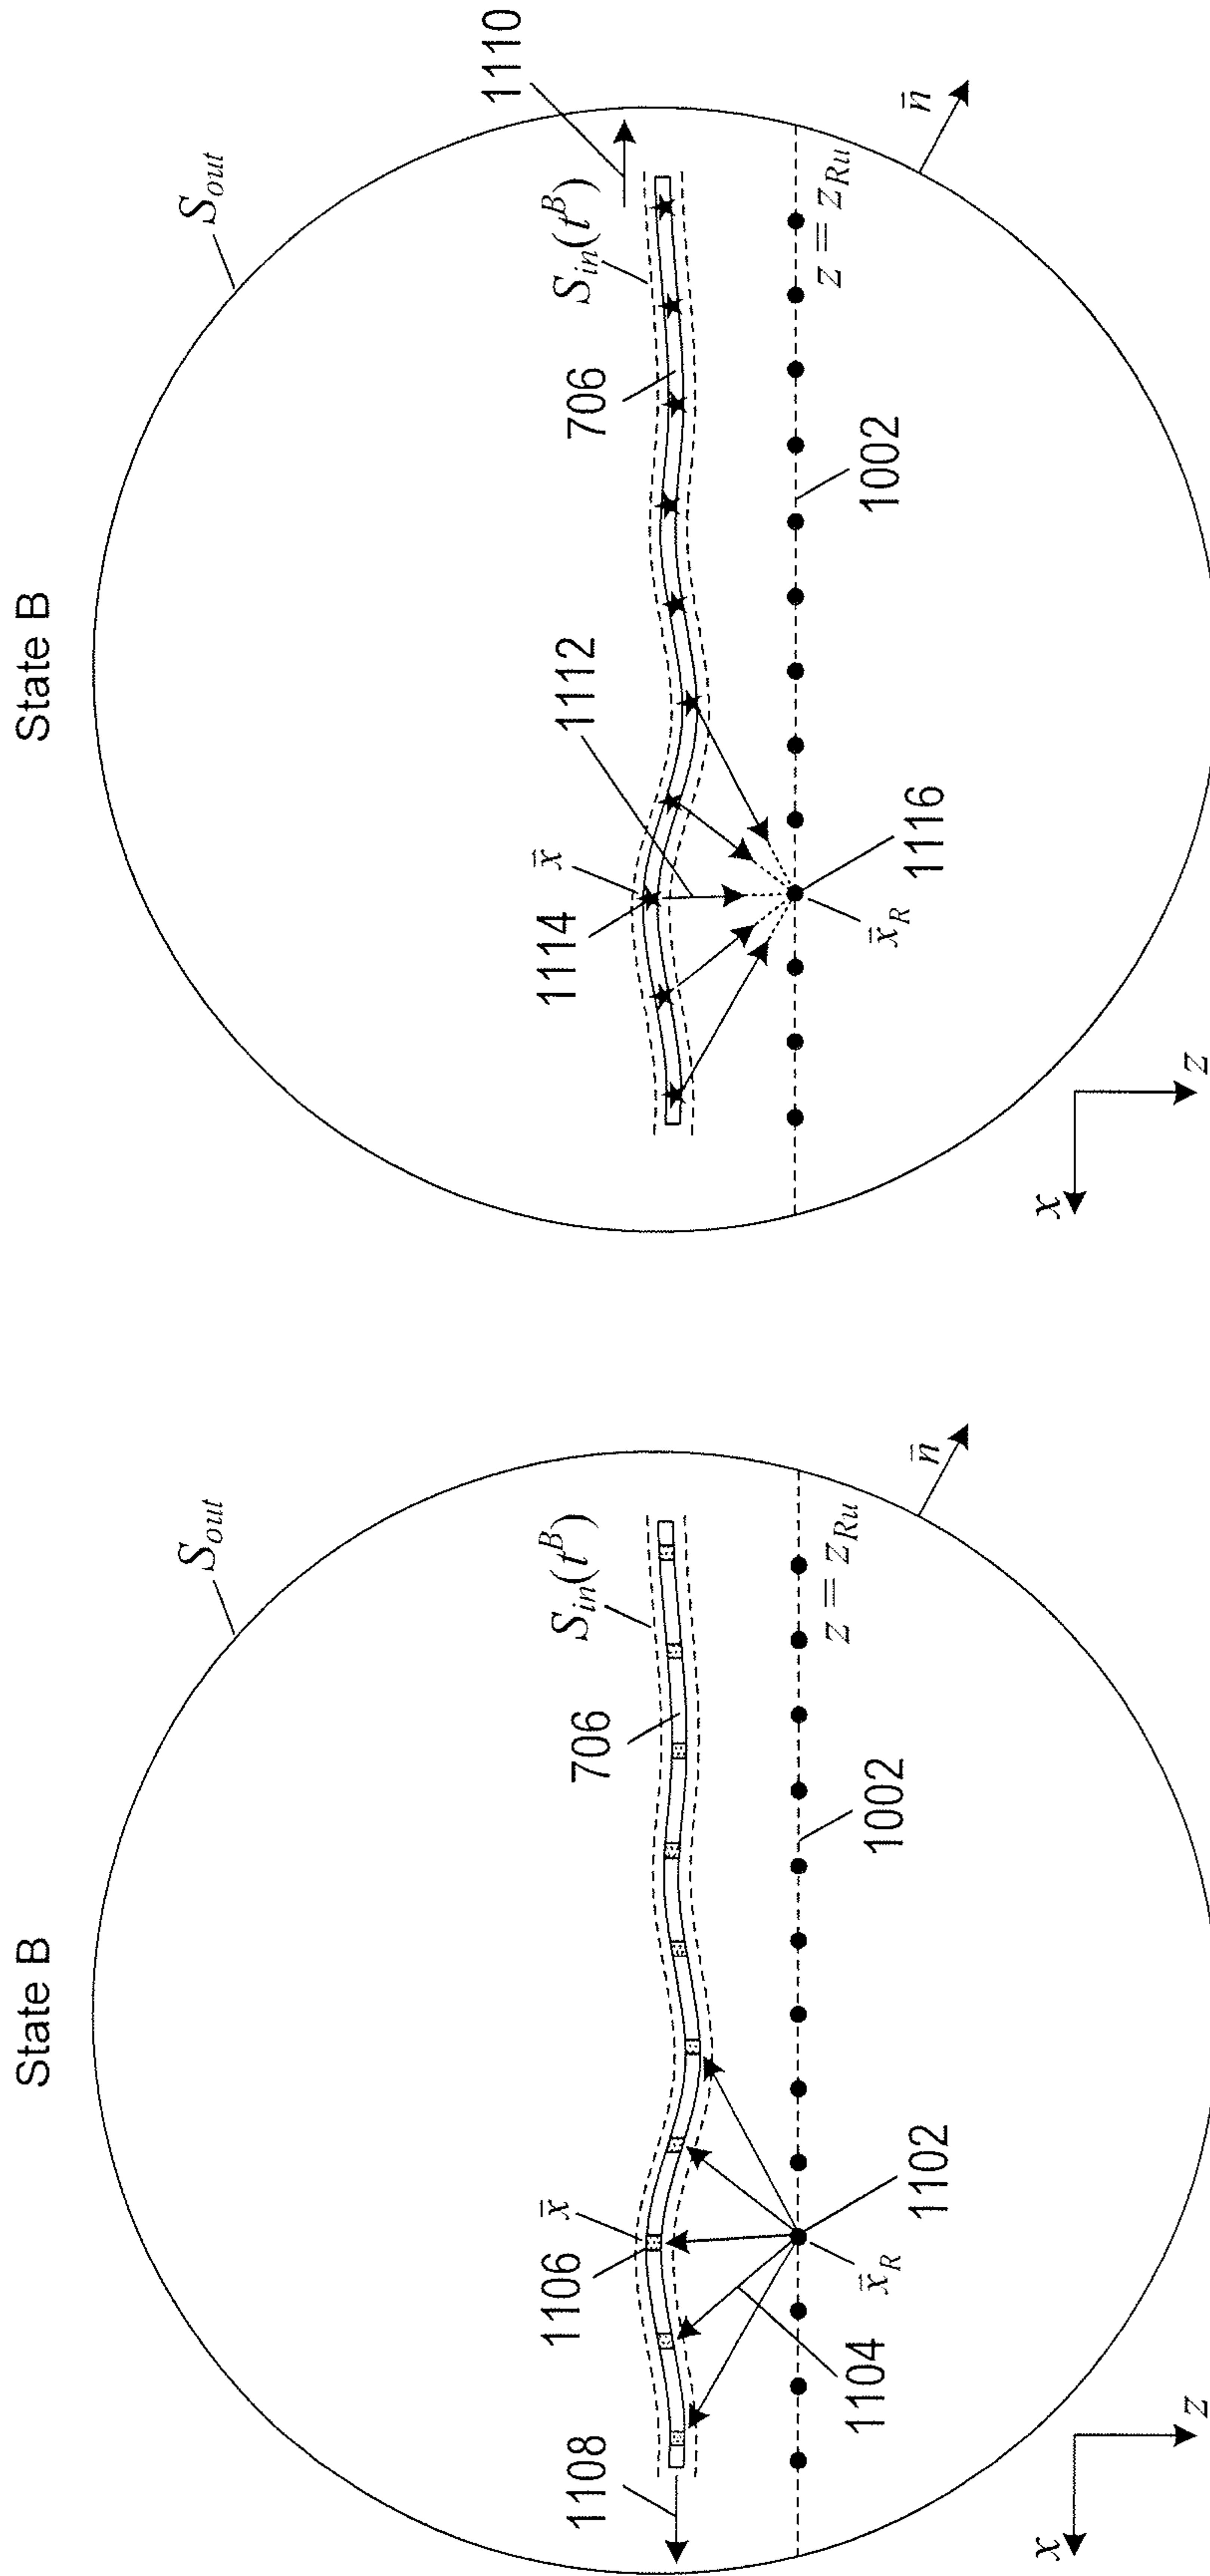 State B
S_out
1108
1106
x̄
706
S_in(t^B)
1104
x̄_R
1102
1002
z = z_Ru
n̄
x
z
State B
S_out
1114
x̄
1112
706
S_in(t^B)
1110
x̄_R
1116
1002
z = z_Ru
n̄
x
z